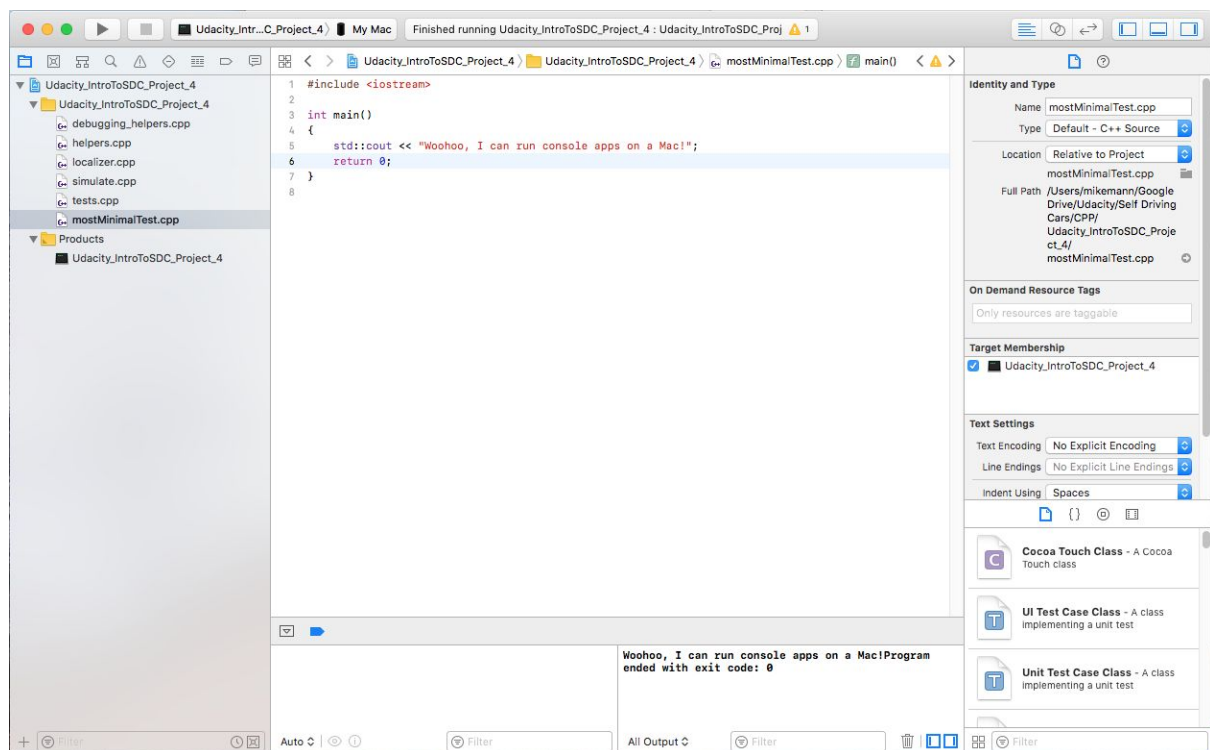 Udacity_Intr...C_Project_4 〉 My Mac
Finished running Udacity_IntroToSDC_Project_4 : Udacity_IntroToSDC_Proj 1
Udacity_IntroToSDC_Project_4
Udacity_IntroToSDC_Project_4
debugging_helpers.cpp
helpers.cpp
localizer.cpp
simulate.cpp
tests.cpp
mostMinimalTest.cpp
Products
Udacity_IntroToSDC_Project_4
Filter
Udacity_IntroToSDC_Project_4 〉 Udacity_IntroToSDC_Project_4 〉 mostMinimalTest.cpp 〉 main()
1 #include <iostream>
2
3 int main()
4 {
5     std::cout << "Woohoo, I can run console apps on a Mac!";
6     return 0;
7 }
8
Auto
Filter
Woohoo, I can run console apps on a Mac!Program
ended with exit code: 0
All Output
Filter
Identity and Type
Name mostMinimalTest.cpp
Type Default - C++ Source
Location Relative to Project
mostMinimalTest.cpp
Full Path /Users/mikemann/Google
Drive/Udacity/Self Driving
Cars/CPP/
Udacity_IntroToSDC_Proje
ct_4/
mostMinimalTest.cpp
On Demand Resource Tags
Only resources are taggable
Target Membership
Udacity_IntroToSDC_Project_4
Text Settings
Text Encoding No Explicit Encoding
Line Endings No Explicit Line Endings
Indent Using Spaces
{}
C
Cocoa Touch Class - A Cocoa
Touch class
T
UI Test Case Class - A class
implementing a unit test
T
Unit Test Case Class - A class
implementing a unit test
Filter